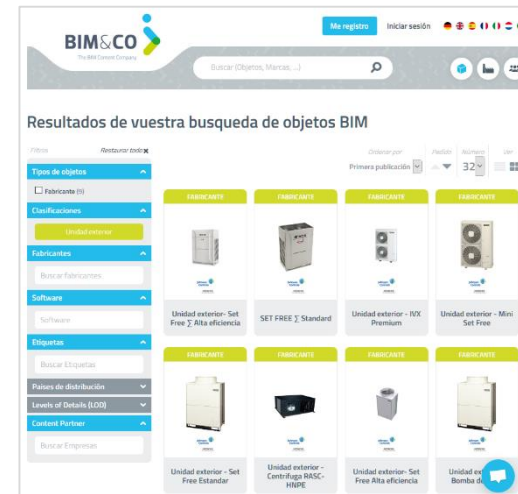 Me registro Iniciar sesión
BIM&CO
The BIM Content Company
Buscar (Objetos, Marcas, ...)
Resultados de vuestra busqueda de objetos BIM
Filtros Restaurar todo
Ordenar por Pedido Número Ver
Primera publicación 32
Tipos de objetos
Fabricante (9)
Clasificaciones
Unidad exterior
Fabricantes
Buscar fabricantes
Software
Software
Etiquetas
Buscar Etiquetas
Países de distribución
Levels of Details (LOD)
Content Partner
Buscar Empresas
FABRICANTE FABRICANTE FABRICANTE FABRICANTE
Unidad exterior- Set Free ∑ Alta eficiencia
SET FREE ∑ Standard
Unidad exterior - IVX Premium
Unidad exterior - Mini Set Free
FABRICANTE FABRICANTE FABRICANTE FABRICANTE
Unidad exterior - Set Free Estandar
Unidad exterior - Centrifuga RASC-HNPE
Unidad exterior- Set Free Alta eficiencia
Bomba